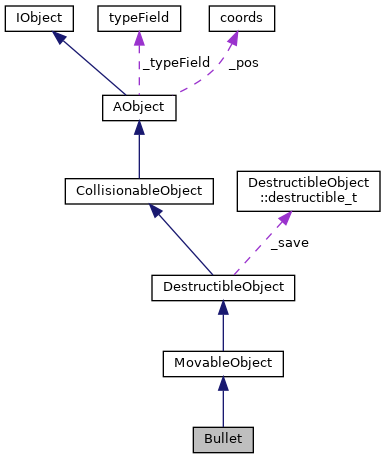 IObject
typeField
coords
_typeField
_pos
AObject
CollisionableObject
DestructibleObject
::destructible_t
_save
DestructibleObject
MovableObject
Bullet